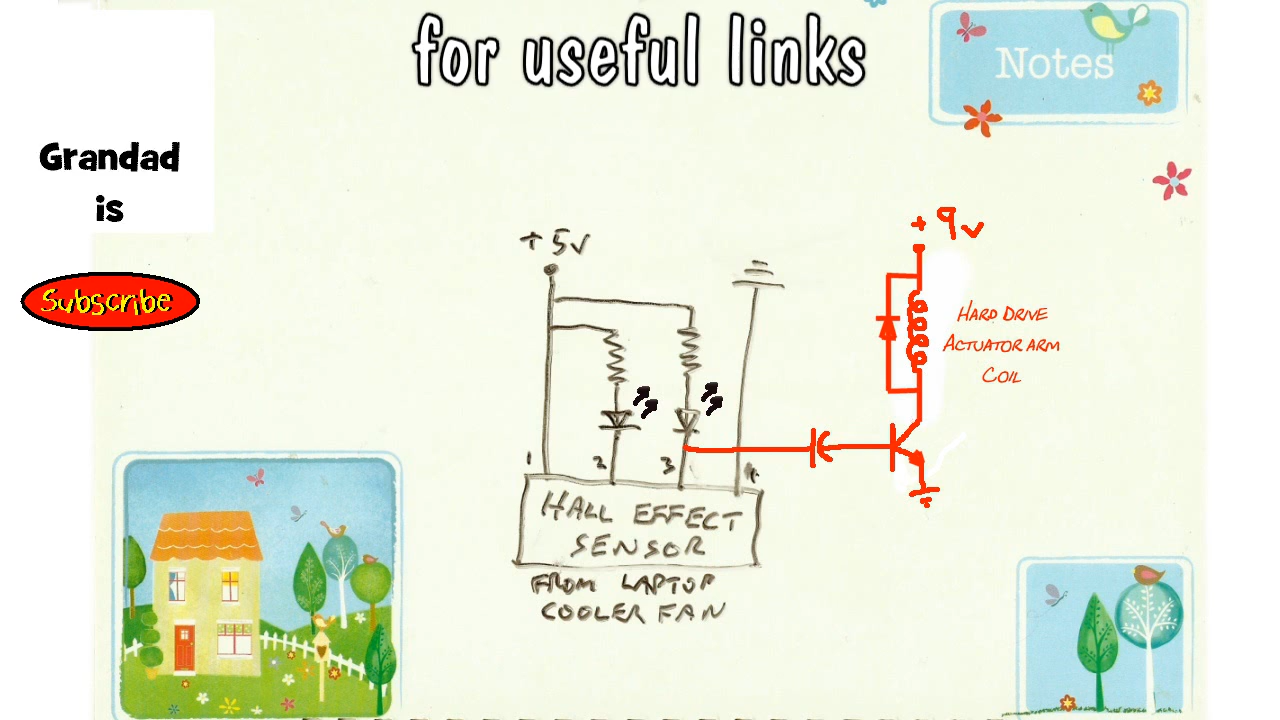 for useful links
Notes
Grandad
is
Subscribe
+5V
+ 9v
HARD DRIVE
ACTUATOR ARM
COIL
1 2 3 4
HALL EFFECT
SENSOR
FROM LAPTOP
COOLER FAN